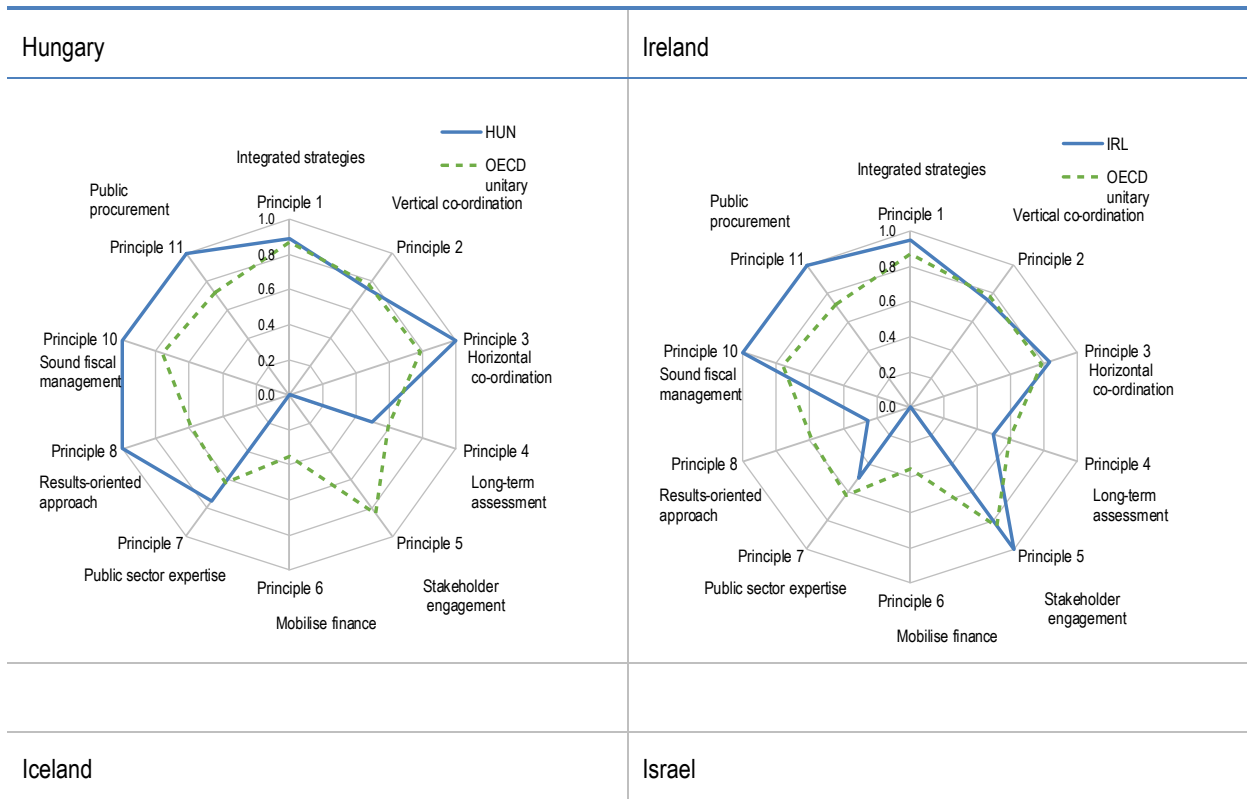 Hungary
Ireland
HUN
OECD
unitary
Integrated strategies
Public
procurement
Vertical co-ordination
Principle 1
1.0
Principle 11
Principle 2
0.8
0.6
Principle 10
Sound fiscal
management
0.4
Principle 3
Horizontal
co-ordination
0.2
0.0
Principle 8
Results-oriented
approach
Principle 4
Long-term
assessment
Principle 7
Public sector expertise
Principle 5
Stakeholder
engagement
Principle 6
Mobilise finance
IRL
OECD
unitary
Integrated strategies
Public
procurement
Vertical co-ordination
Principle 1
1.0
Principle 11
Principle 2
0.8
0.6
Principle 10
Sound fiscal
management
0.4
Principle 3
Horizontal
co-ordination
0.2
0.0
Principle 8
Results-oriented
approach
Principle 4
Long-term
assessment
Principle 7
Public sector expertise
Principle 5
Stakeholder
engagement
Principle 6
Mobilise finance
Iceland
Israel